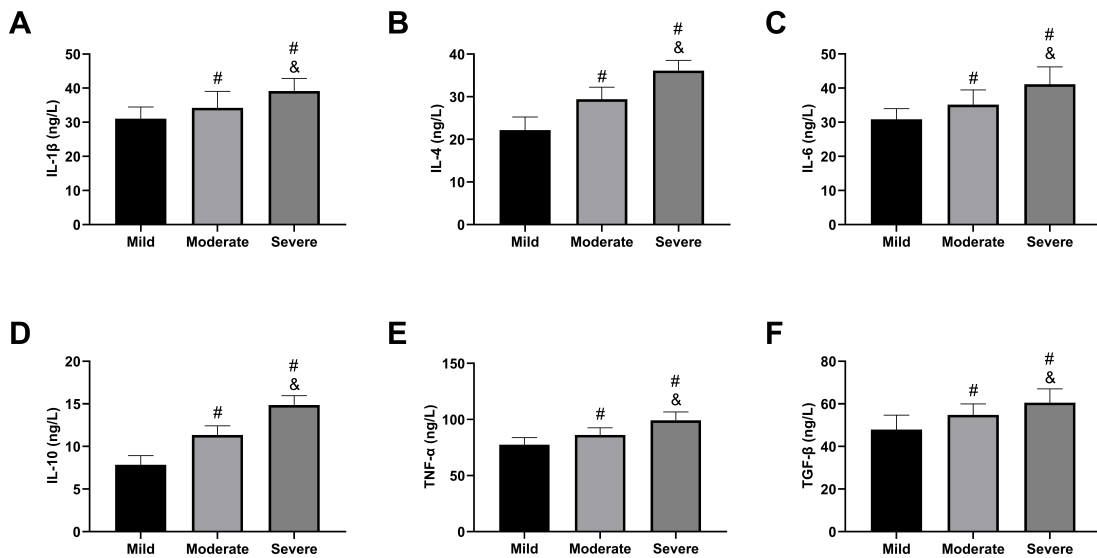 A
B
C
#
&
#
50
40
30
20
10
0
IL-1β (ng/L)
Mild Moderate Severe
#
&
#
40
30
20
10
0
IL-4 (ng/L)
Mild Moderate Severe
#
&
#
50
40
30
20
10
0
IL-6 (ng/L)
Mild Moderate Severe
D
E
F
#
&
#
20
15
10
5
0
IL-10 (ng/L)
Mild Moderate Severe
#
&
#
150
100
50
0
TNF-α (ng/L)
Mild Moderate Severe
#
&
#
80
60
40
20
0
TGF-β (ng/L)
Mild Moderate Severe